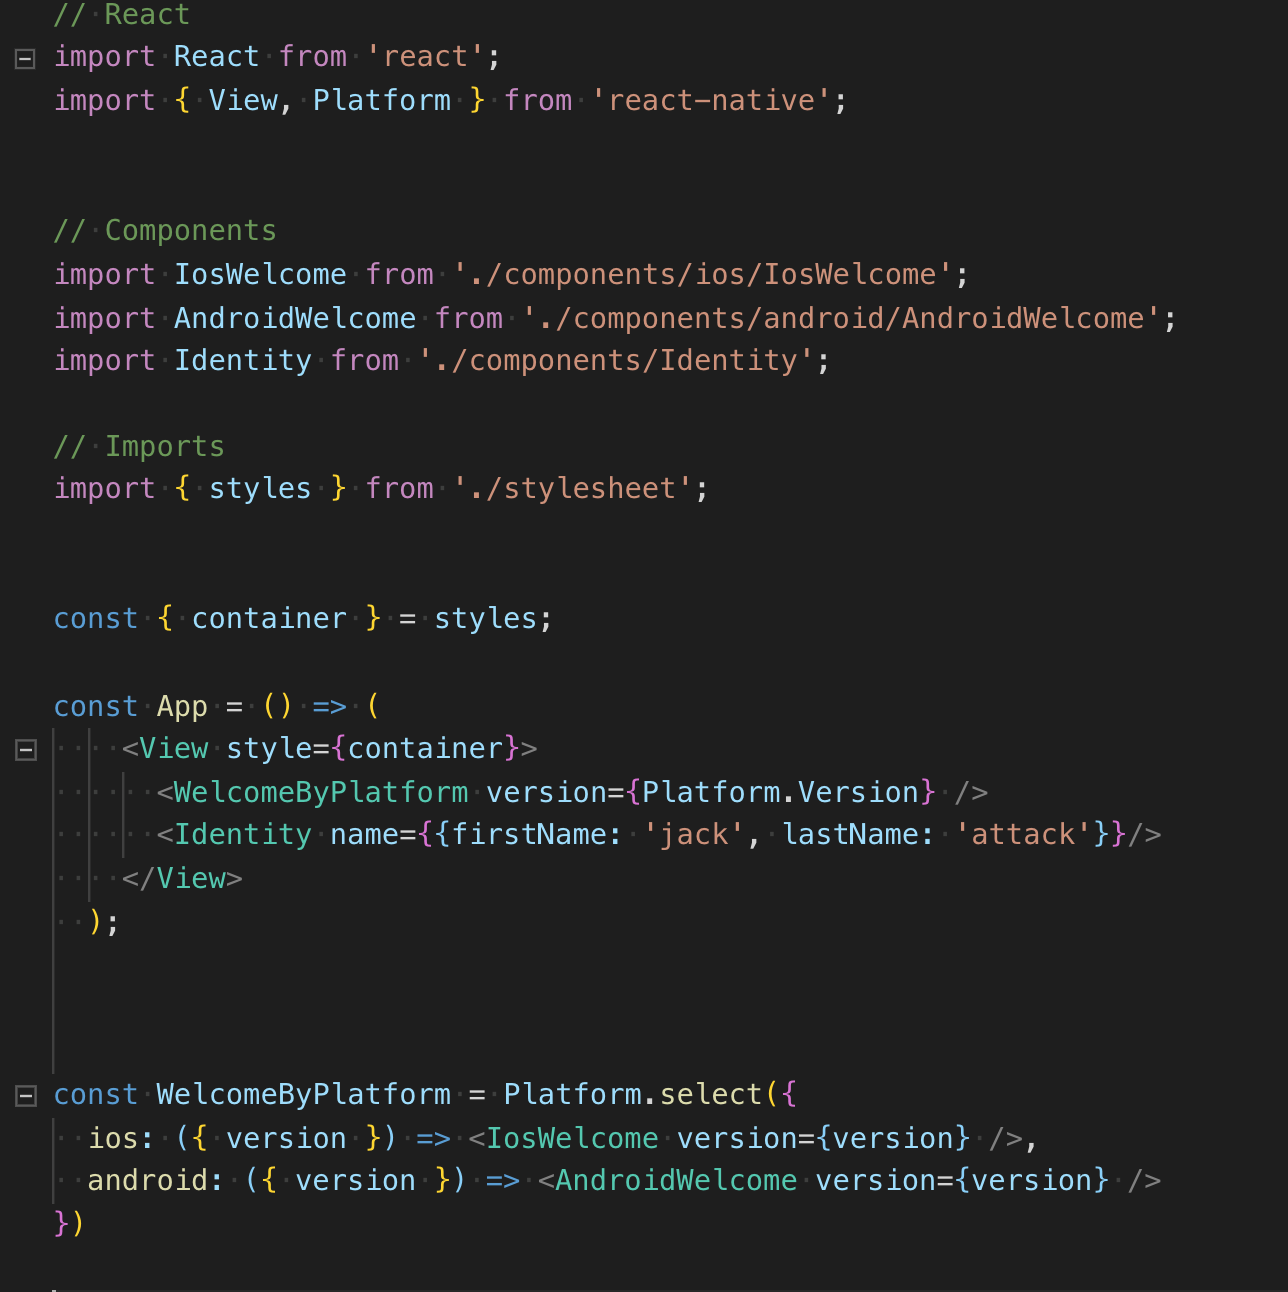 // React
import React from 'react';
import { View, Platform } from 'react-native';
// Components
import IosWelcome from './components/ios/IosWelcome';
import AndroidWelcome from './components/android/AndroidWelcome';
import Identity from './components/Identity';
// Imports
import { styles } from './stylesheet';
const { container } = styles;
const App = () => (
    <View style={container}>
      <WelcomeByPlatform version={Platform.Version} />
      <Identity name={{firstName: 'jack', lastName: 'attack'}}/>
    </View>
  );
const WelcomeByPlatform = Platform.select({
  ios: ({ version }) => <IosWelcome version={version} />,
  android: ({ version }) => <AndroidWelcome version={version} />
})